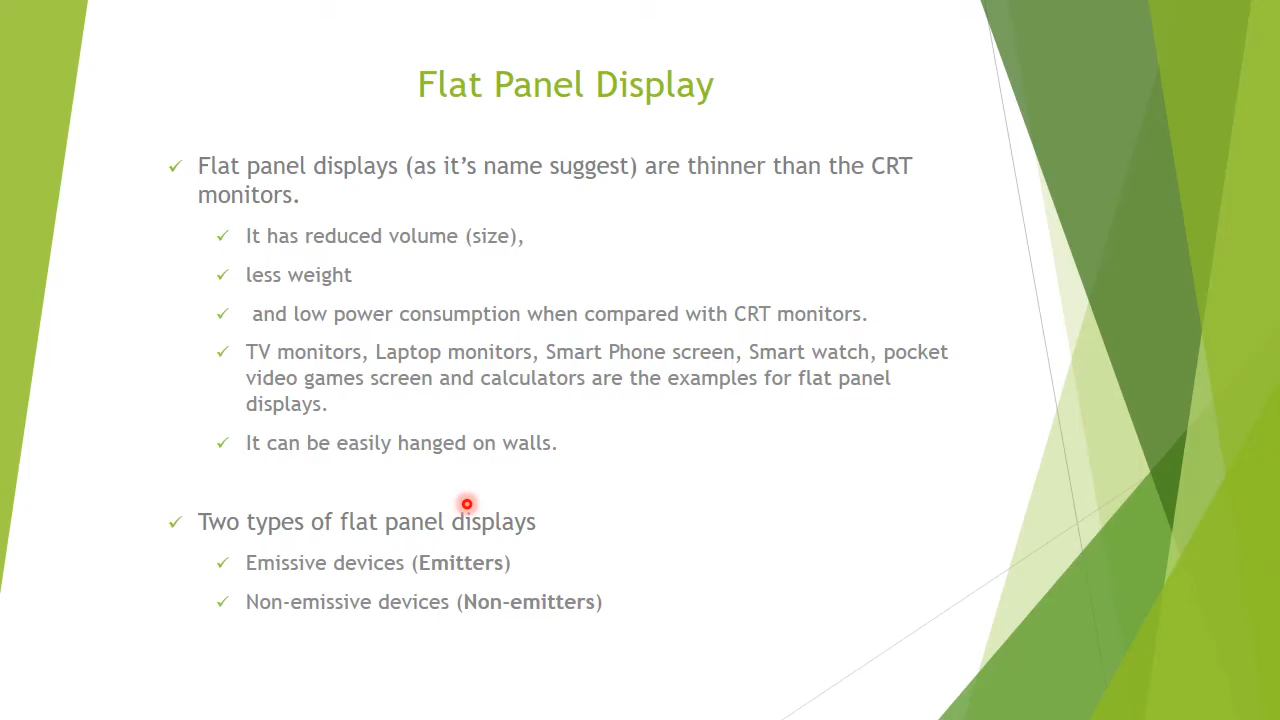 Flat Panel Display
✓ Flat panel displays (as it’s name suggest) are thinner than the CRT
monitors.
✓ It has reduced volume (size),
✓ less weight
✓ and low power consumption when compared with CRT monitors.
✓ TV monitors, Laptop monitors, Smart Phone screen, Smart watch, pocket
video games screen and calculators are the examples for flat panel
displays.
✓ It can be easily hanged on walls.
✓ Two types of flat panel displays
✓ Emissive devices (Emitters)
✓ Non-emissive devices (Non-emitters)